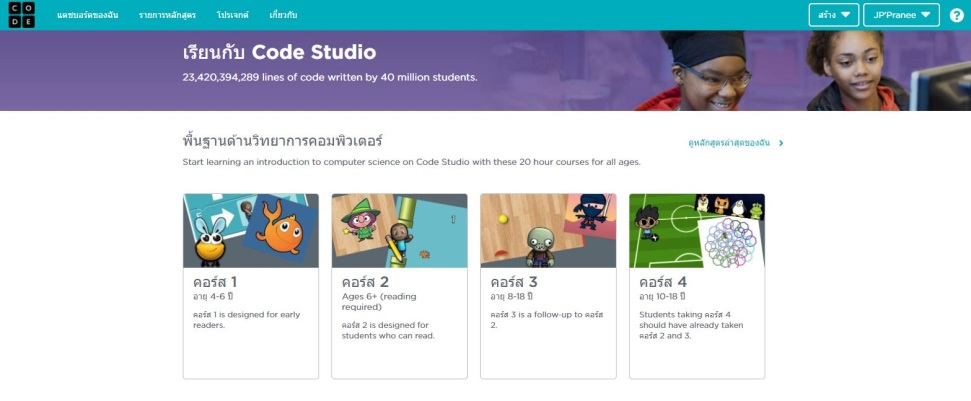 C O
D E
แดชบอร์ดของฉัน รายการหลักสูตร โปรเจกต์ เกี่ยวกับ สร้าง JP'Pranee ?
เรียนกับ Code Studio
23,420,394,289 lines of code written by 40 million students.
พื้นฐานด้านวิทยาการคอมพิวเตอร์
ดูหลักสูตรล่าสุดของฉัน
Start learning an introduction to computer science on Code Studio with these 20 hour courses for all ages.
1
คอร์ส 1
อายุ 4-6 ปี
คอร์ส 1 is designed for early
readers.
คอร์ส 2
Ages 6+ (reading
required)
คอร์ส 2 is designed for
students who can read.
คอร์ส 3
อายุ 8-18 ปี
คอร์ส 3 is a follow-up to คอร์ส
2.
คอร์ส 4
อายุ 10-18 ปี
Students taking คอร์ส 4
should have already taken
คอร์ส 2 and 3.